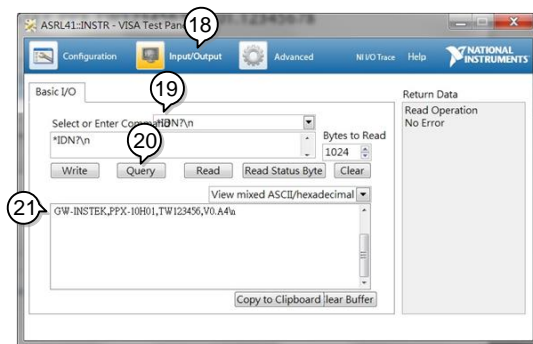 ASRL41::INSTR - VISA Test Pan 01.12345678
18
Configuration Input/Output Advanced NI I/O Trace Help NATIONAL INSTRUMENTS
Basic I/O
19
Return Data
Select or Enter Command *IDN?\n
Read Operation
No Error
*IDN?\n
Bytes to Read
1024
20
Write Query Read Read Status Byte Clear
View mixed ASCII/hexadecimal
21
GW-INSTEK,PPX-10H01,TW123456,V0.A4\n
Copy to Clipboard lear Buffer